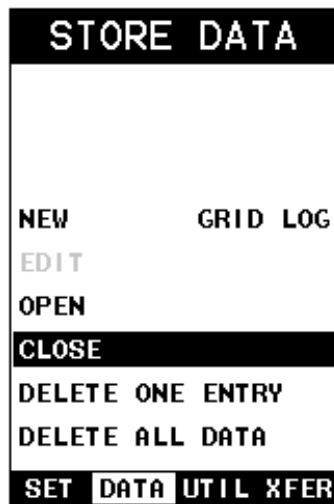 STORE DATA
NEW GRID LOG
EDIT
OPEN
CLOSE
DELETE ONE ENTRY
DELETE ALL DATA
SET DATA UTIL XFER